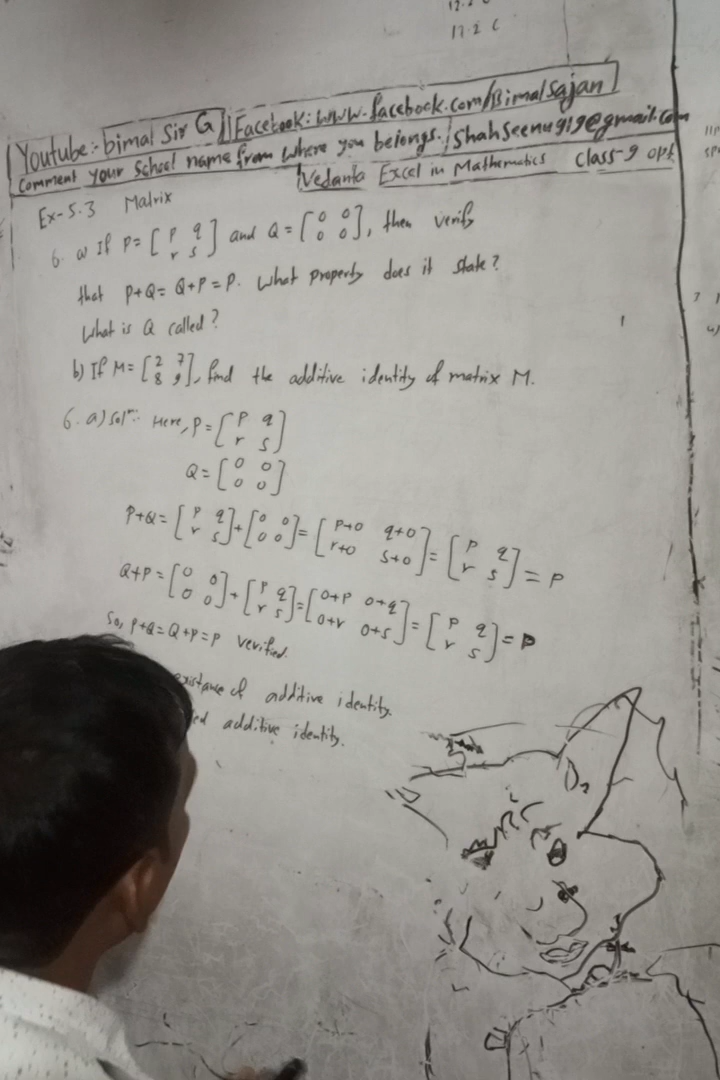 17.2 C
Youtube:- bimal Sir G || Facebook: www.facebook.com/Bimalsajan
Comment your School name from where you belongs. | Shahseenu919@gmail.com
Vedanta Excel in Mathematics Class-9 opt
Ex-5.3 Matrix
6. a) If P = [p q; r s] and Q = [0 0; 0 0], then verify
that P+Q = Q+P = P. What property does it state?
What is Q called?
b) If M = [2 7; 8 9], find the additive identity of matrix M.
6. a) Solⁿ: Here, P = [p q; r s]
Q = [0 0; 0 0]
P+Q = [p q; r s] + [0 0; 0 0] = [p+0 q+0; r+0 s+0] = [p q; r s] = P
Q+P = [0 0; 0 0] + [p q; r s] = [0+p 0+q; 0+r 0+s] = [p q; r s] = P
So, P+Q = Q+P = P verified.
additive identity.
additive identity.